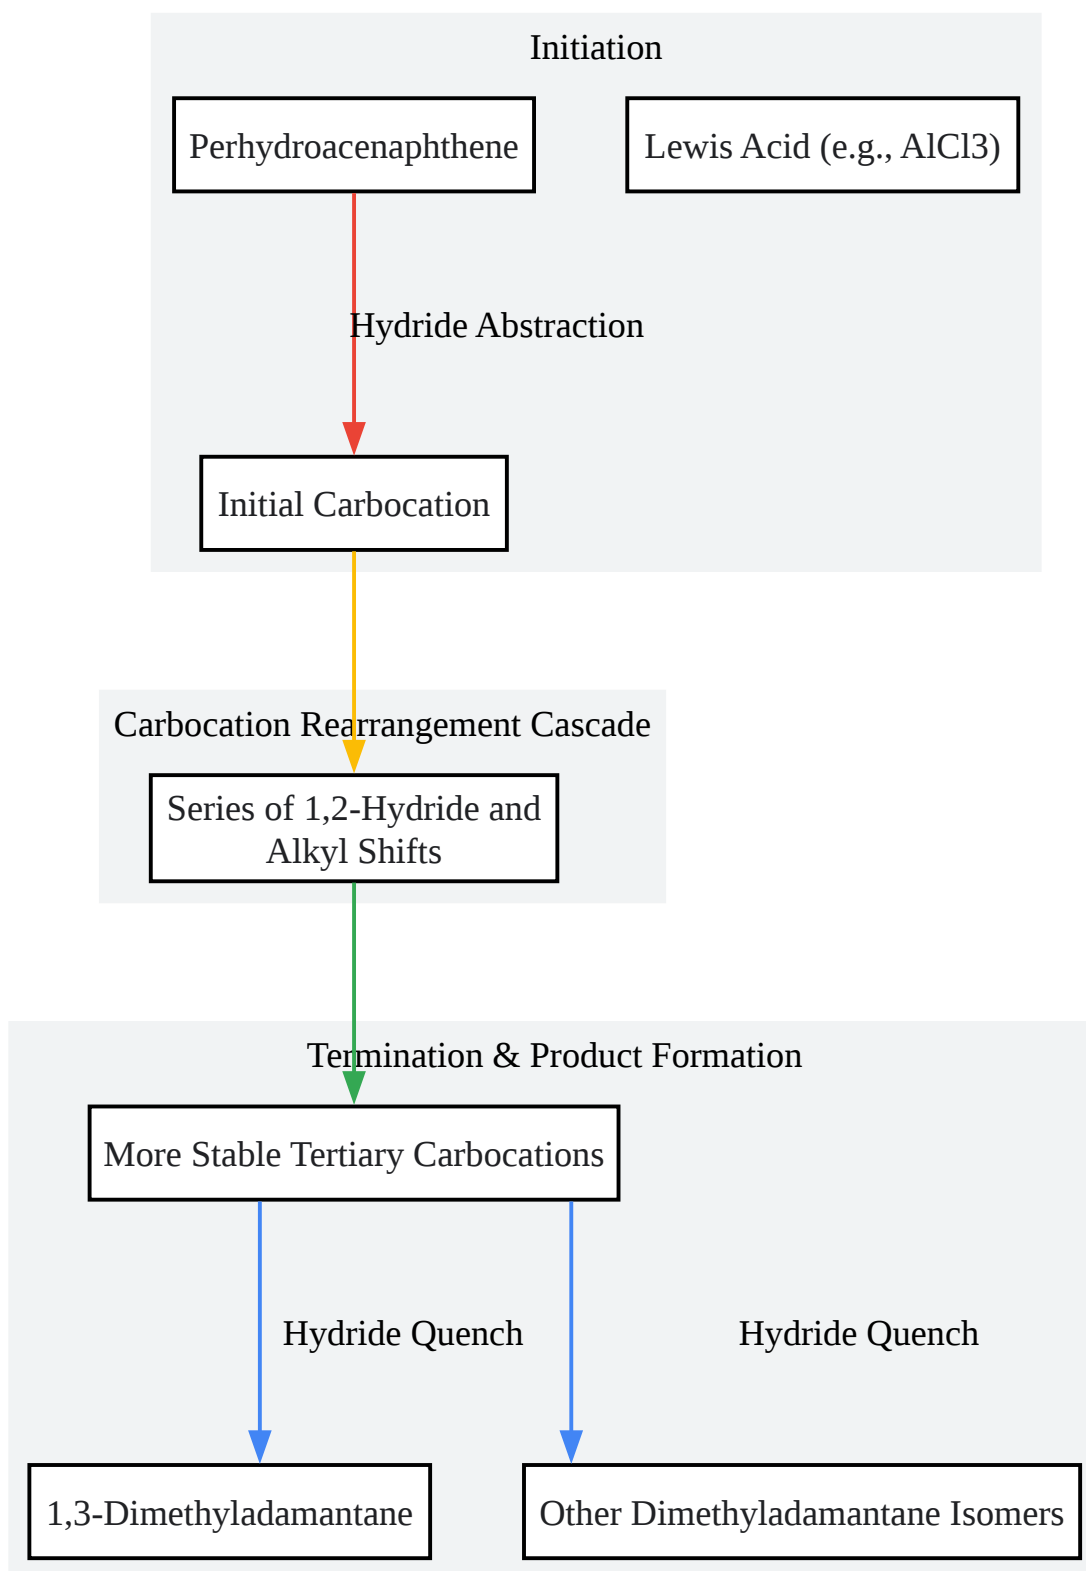 Initiation
Perhydroacenaphthene
Lewis Acid (e.g., AlCl3)
Hydride Abstraction
Initial Carbocation
Carbocation Rearrangement Cascade
Series of 1,2-Hydride and
Alkyl Shifts
Termination & Product Formation
More Stable Tertiary Carbocations
Hydride Quench
Hydride Quench
1,3-Dimethyladamantane
Other Dimethyladamantane Isomers